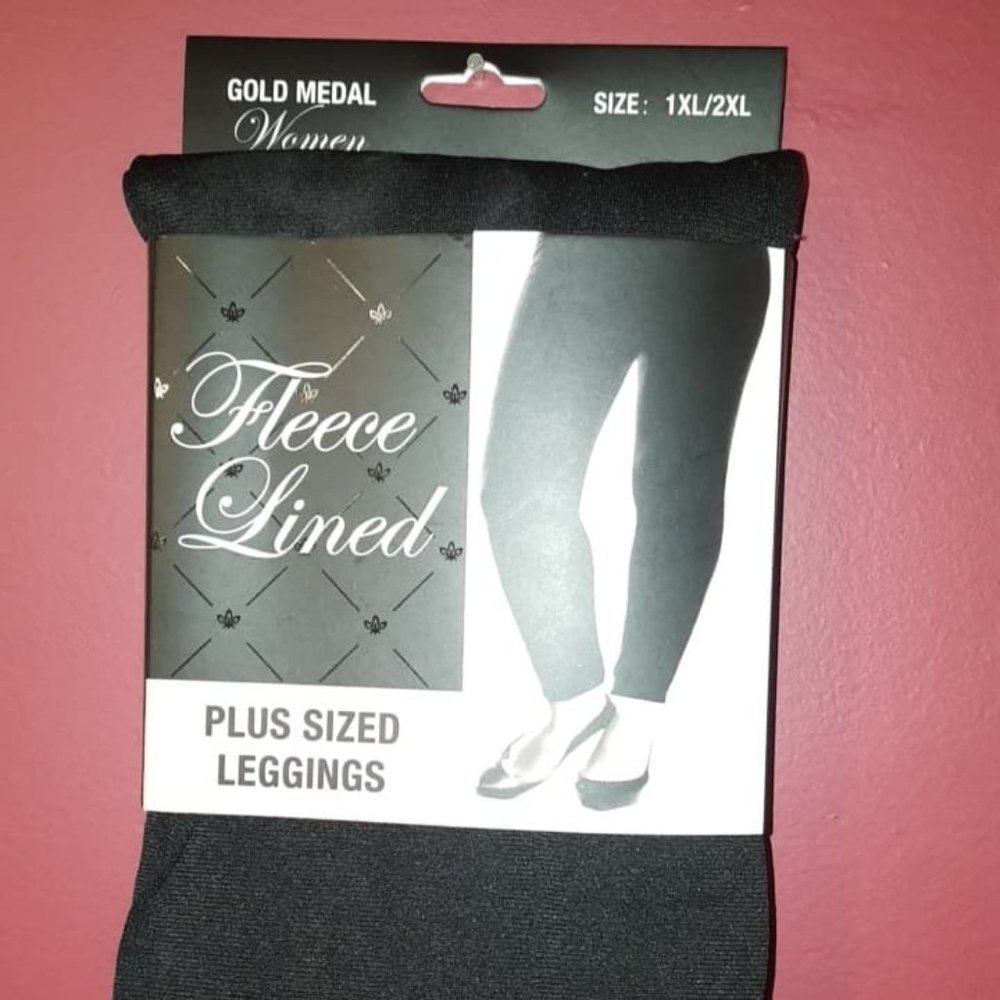 GOLD MEDAL
Women
SIZE: 1XL/2XL
Fleece
Lined
PLUS SIZED
LEGGINGS